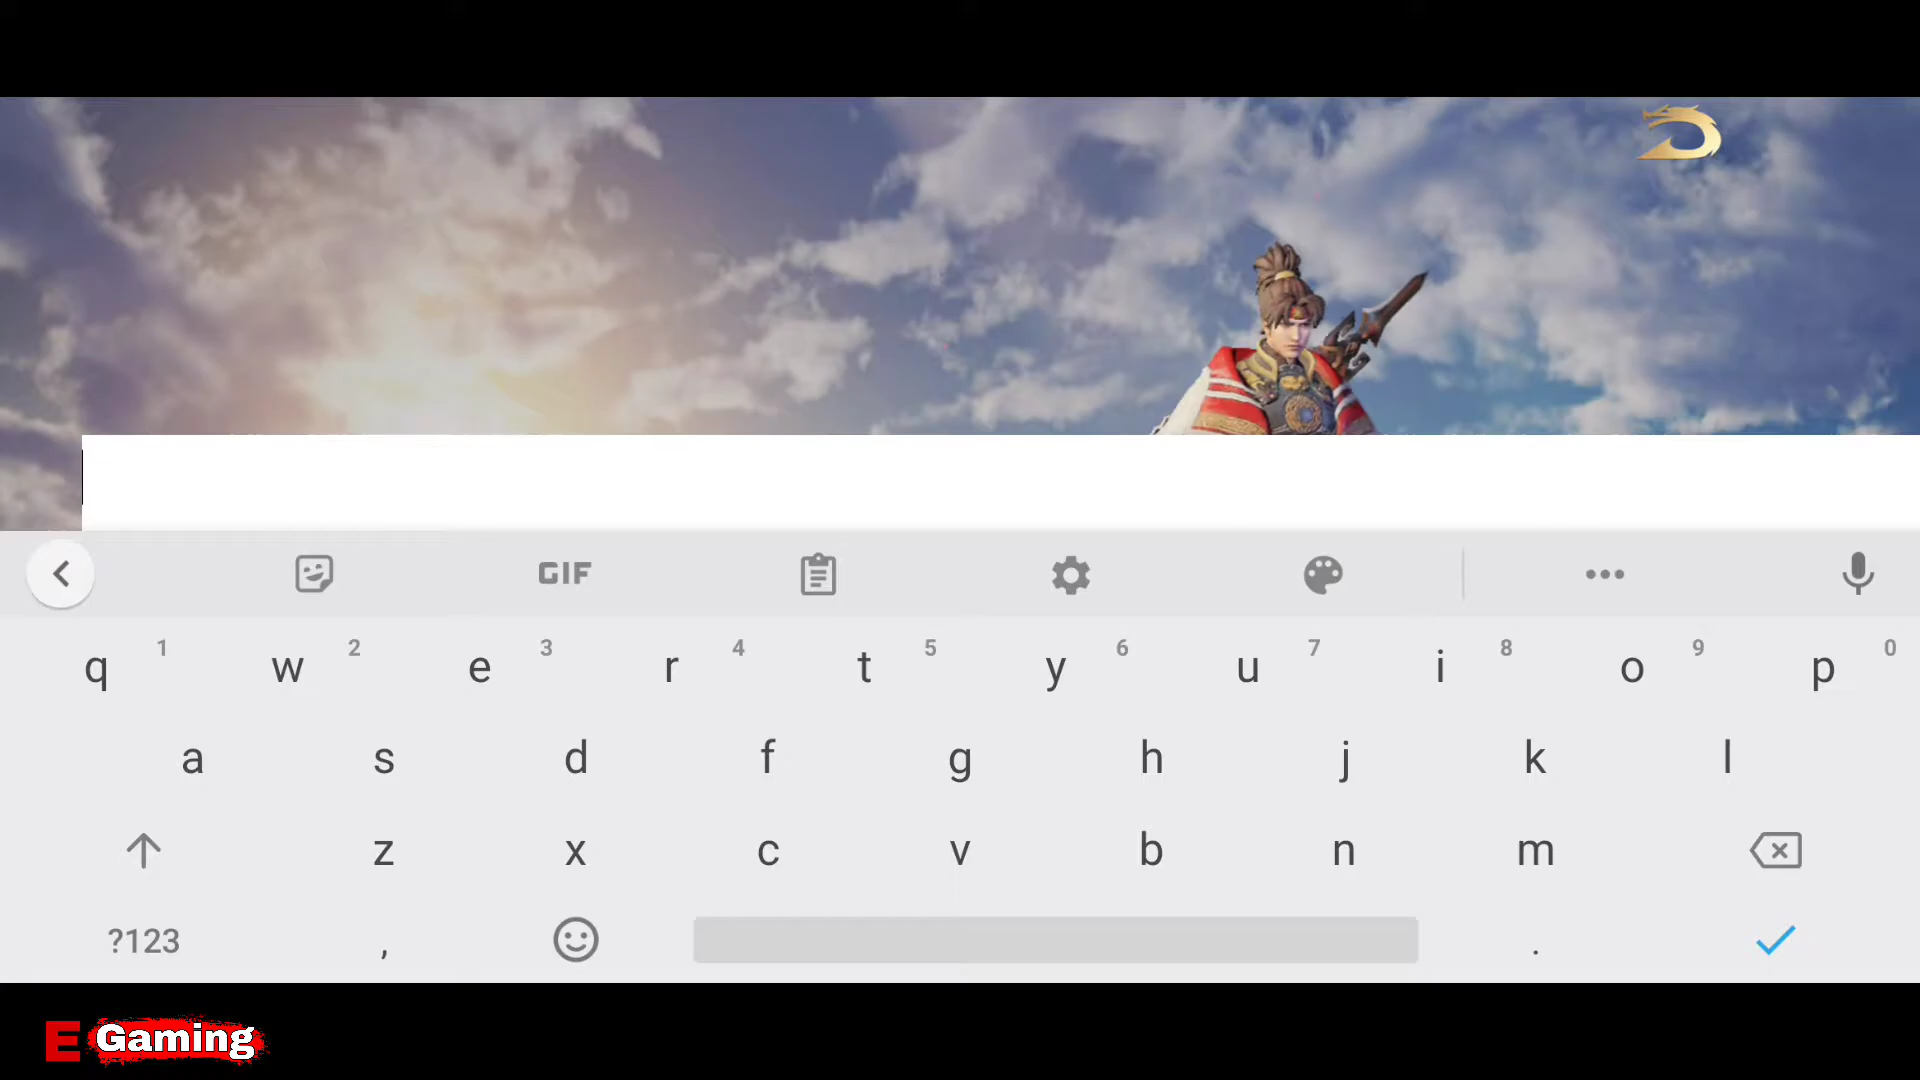 GIF
q 1 w 2 e 3 r 4 t 5 y 6 u 7 i 8 o 9 p 0
a s d f g h j k l
z x c v b n m
?123 , .
E Gaming